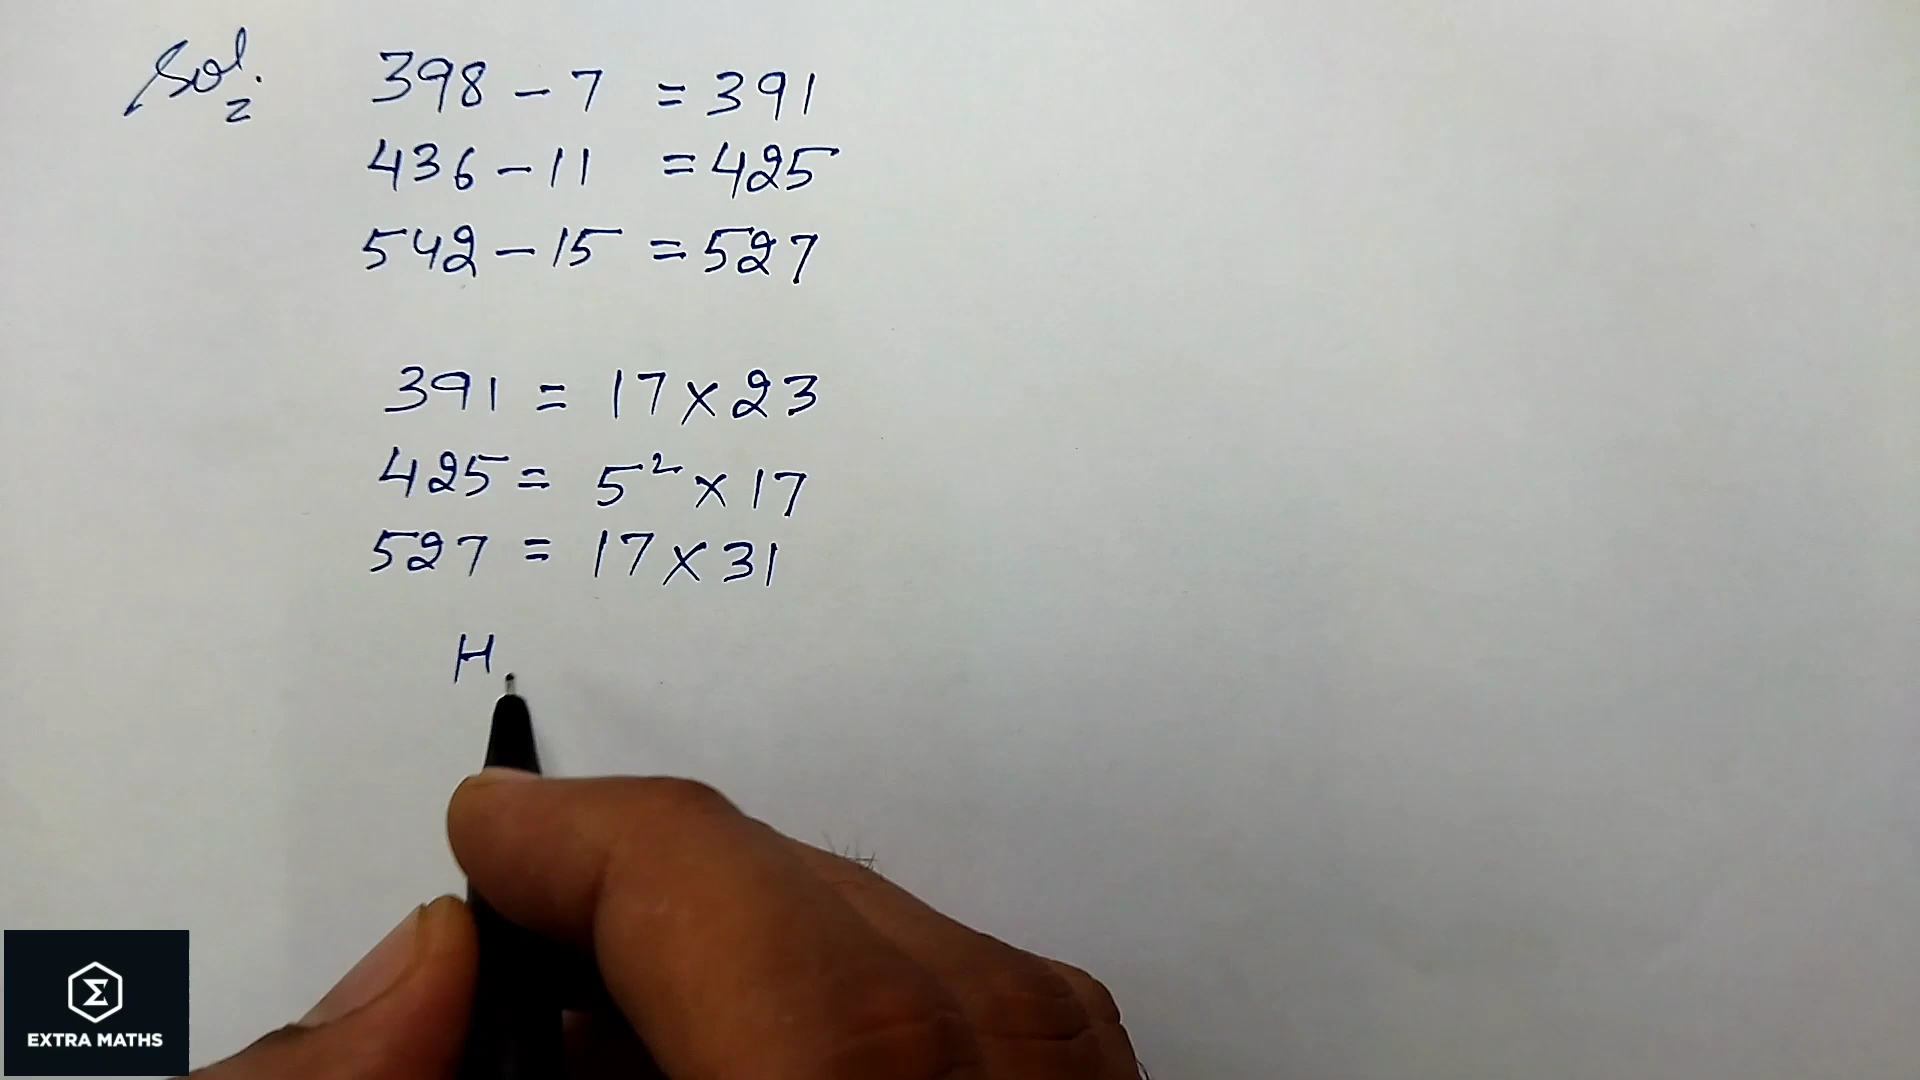 Sol.
398 - 7 = 391
436 - 11 = 425
542 - 15 = 527
391 = 17 × 23
425 = 5² × 17
527 = 17 × 31
H.
EXTRA MATHS